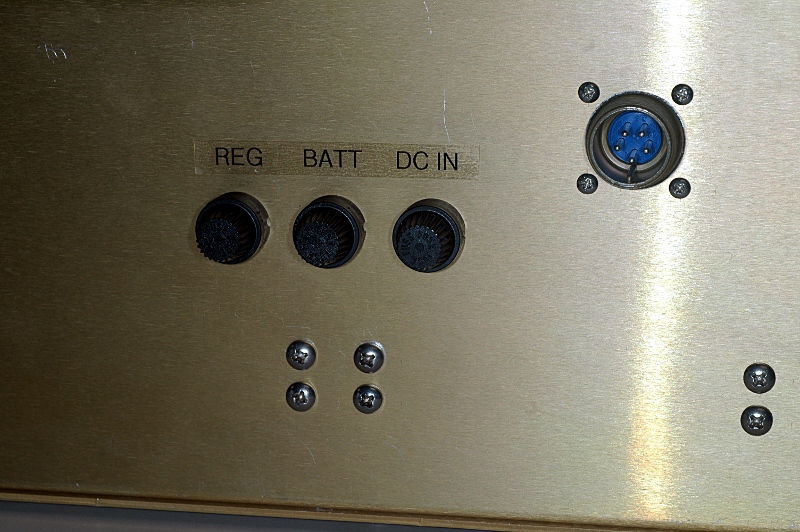 REG BATT DC IN